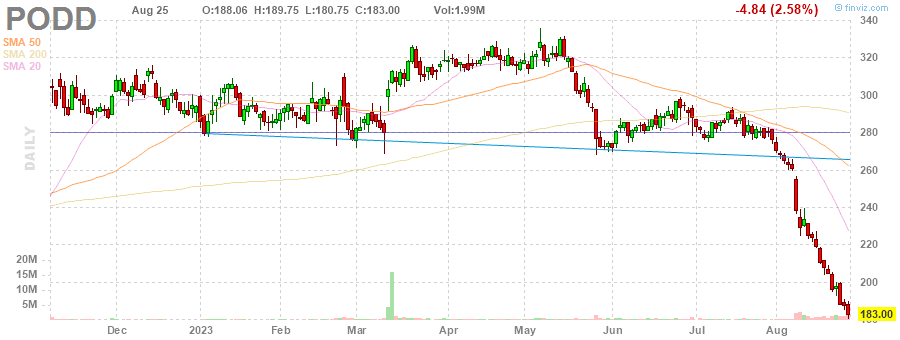 PODD
Aug 25 O:188.06 H:189.75 L:180.75 C:183.00 Vol:1.99M -4.84 (2.58%)
© finviz.com
SMA 50
SMA 200
SMA 20
DAILY
340
320
300
280
260
240
220
200
183.00
20M
15M
10M
5M
Dec 2023 Feb Mar Apr May Jun Jul Aug